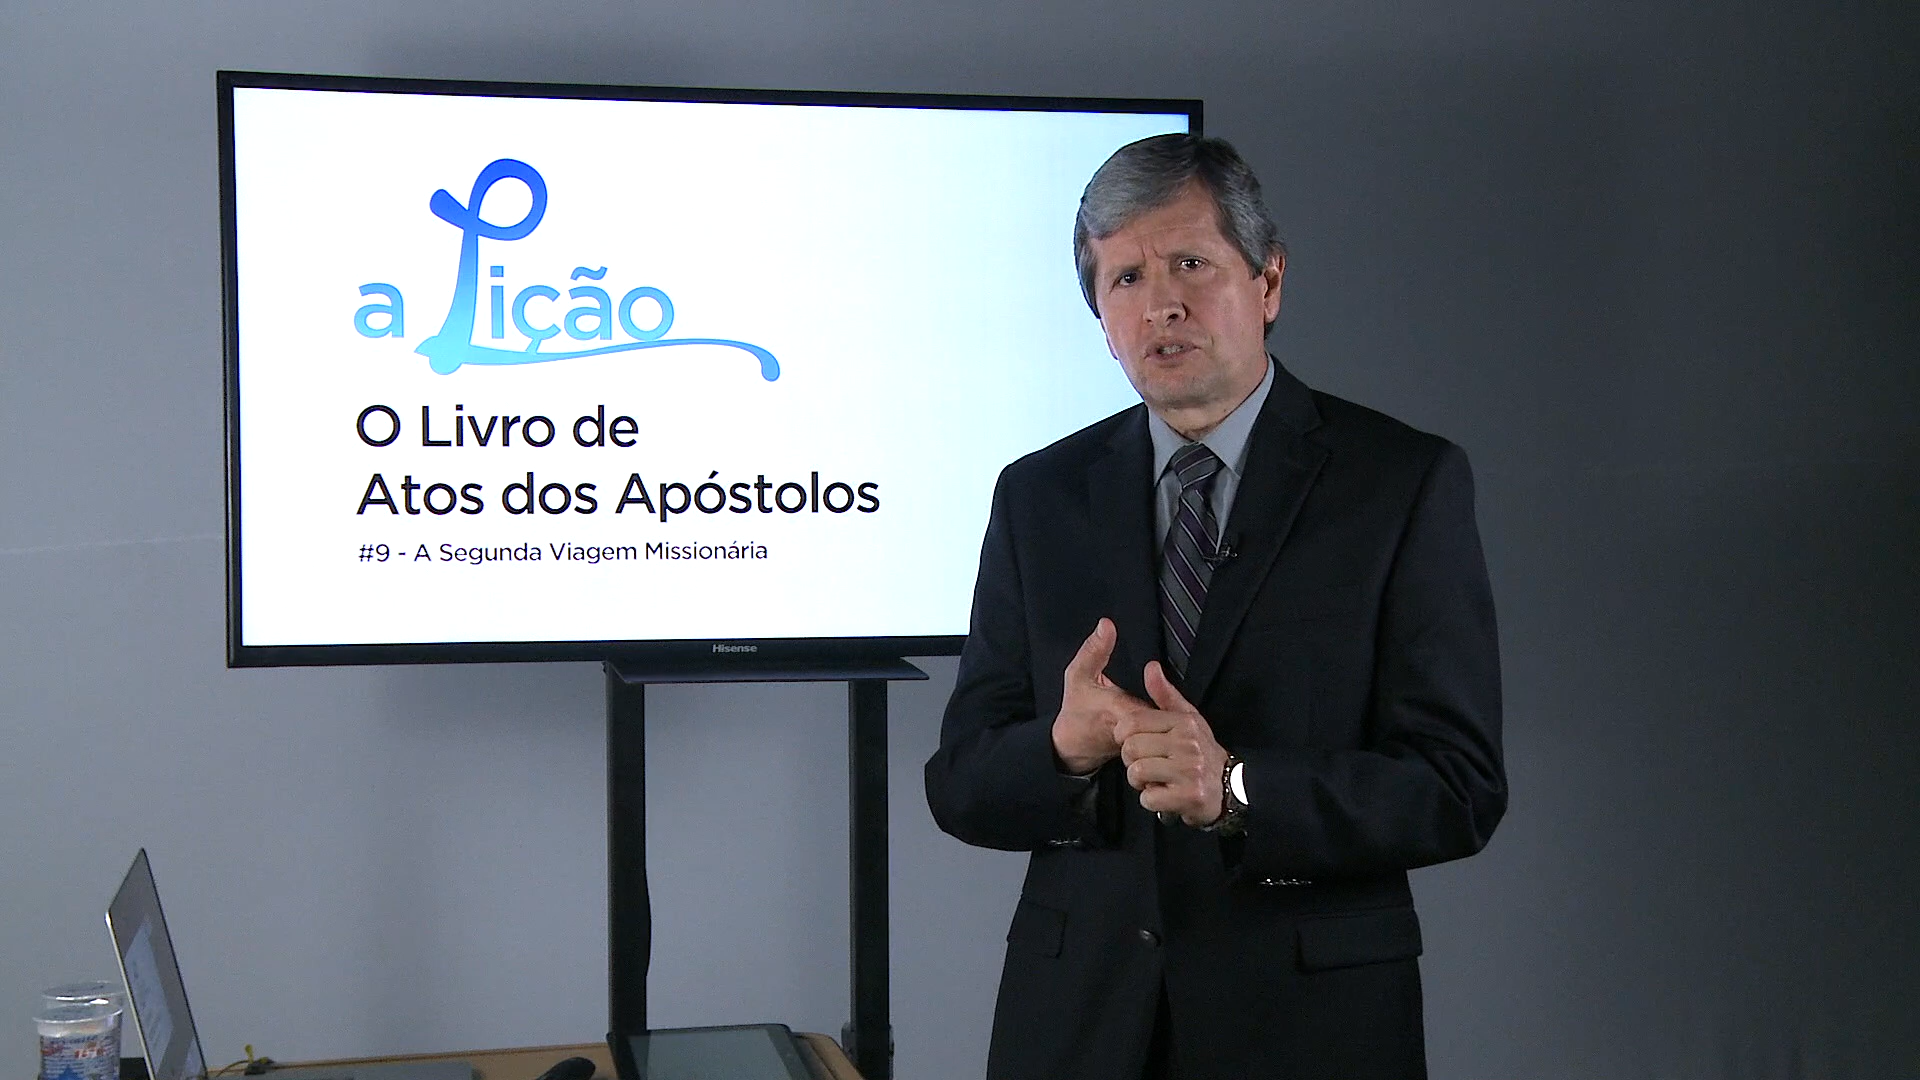 a Lição
O Livro de
Atos dos Apóstolos
#9 - A Segunda Viagem Missionária
Hisense